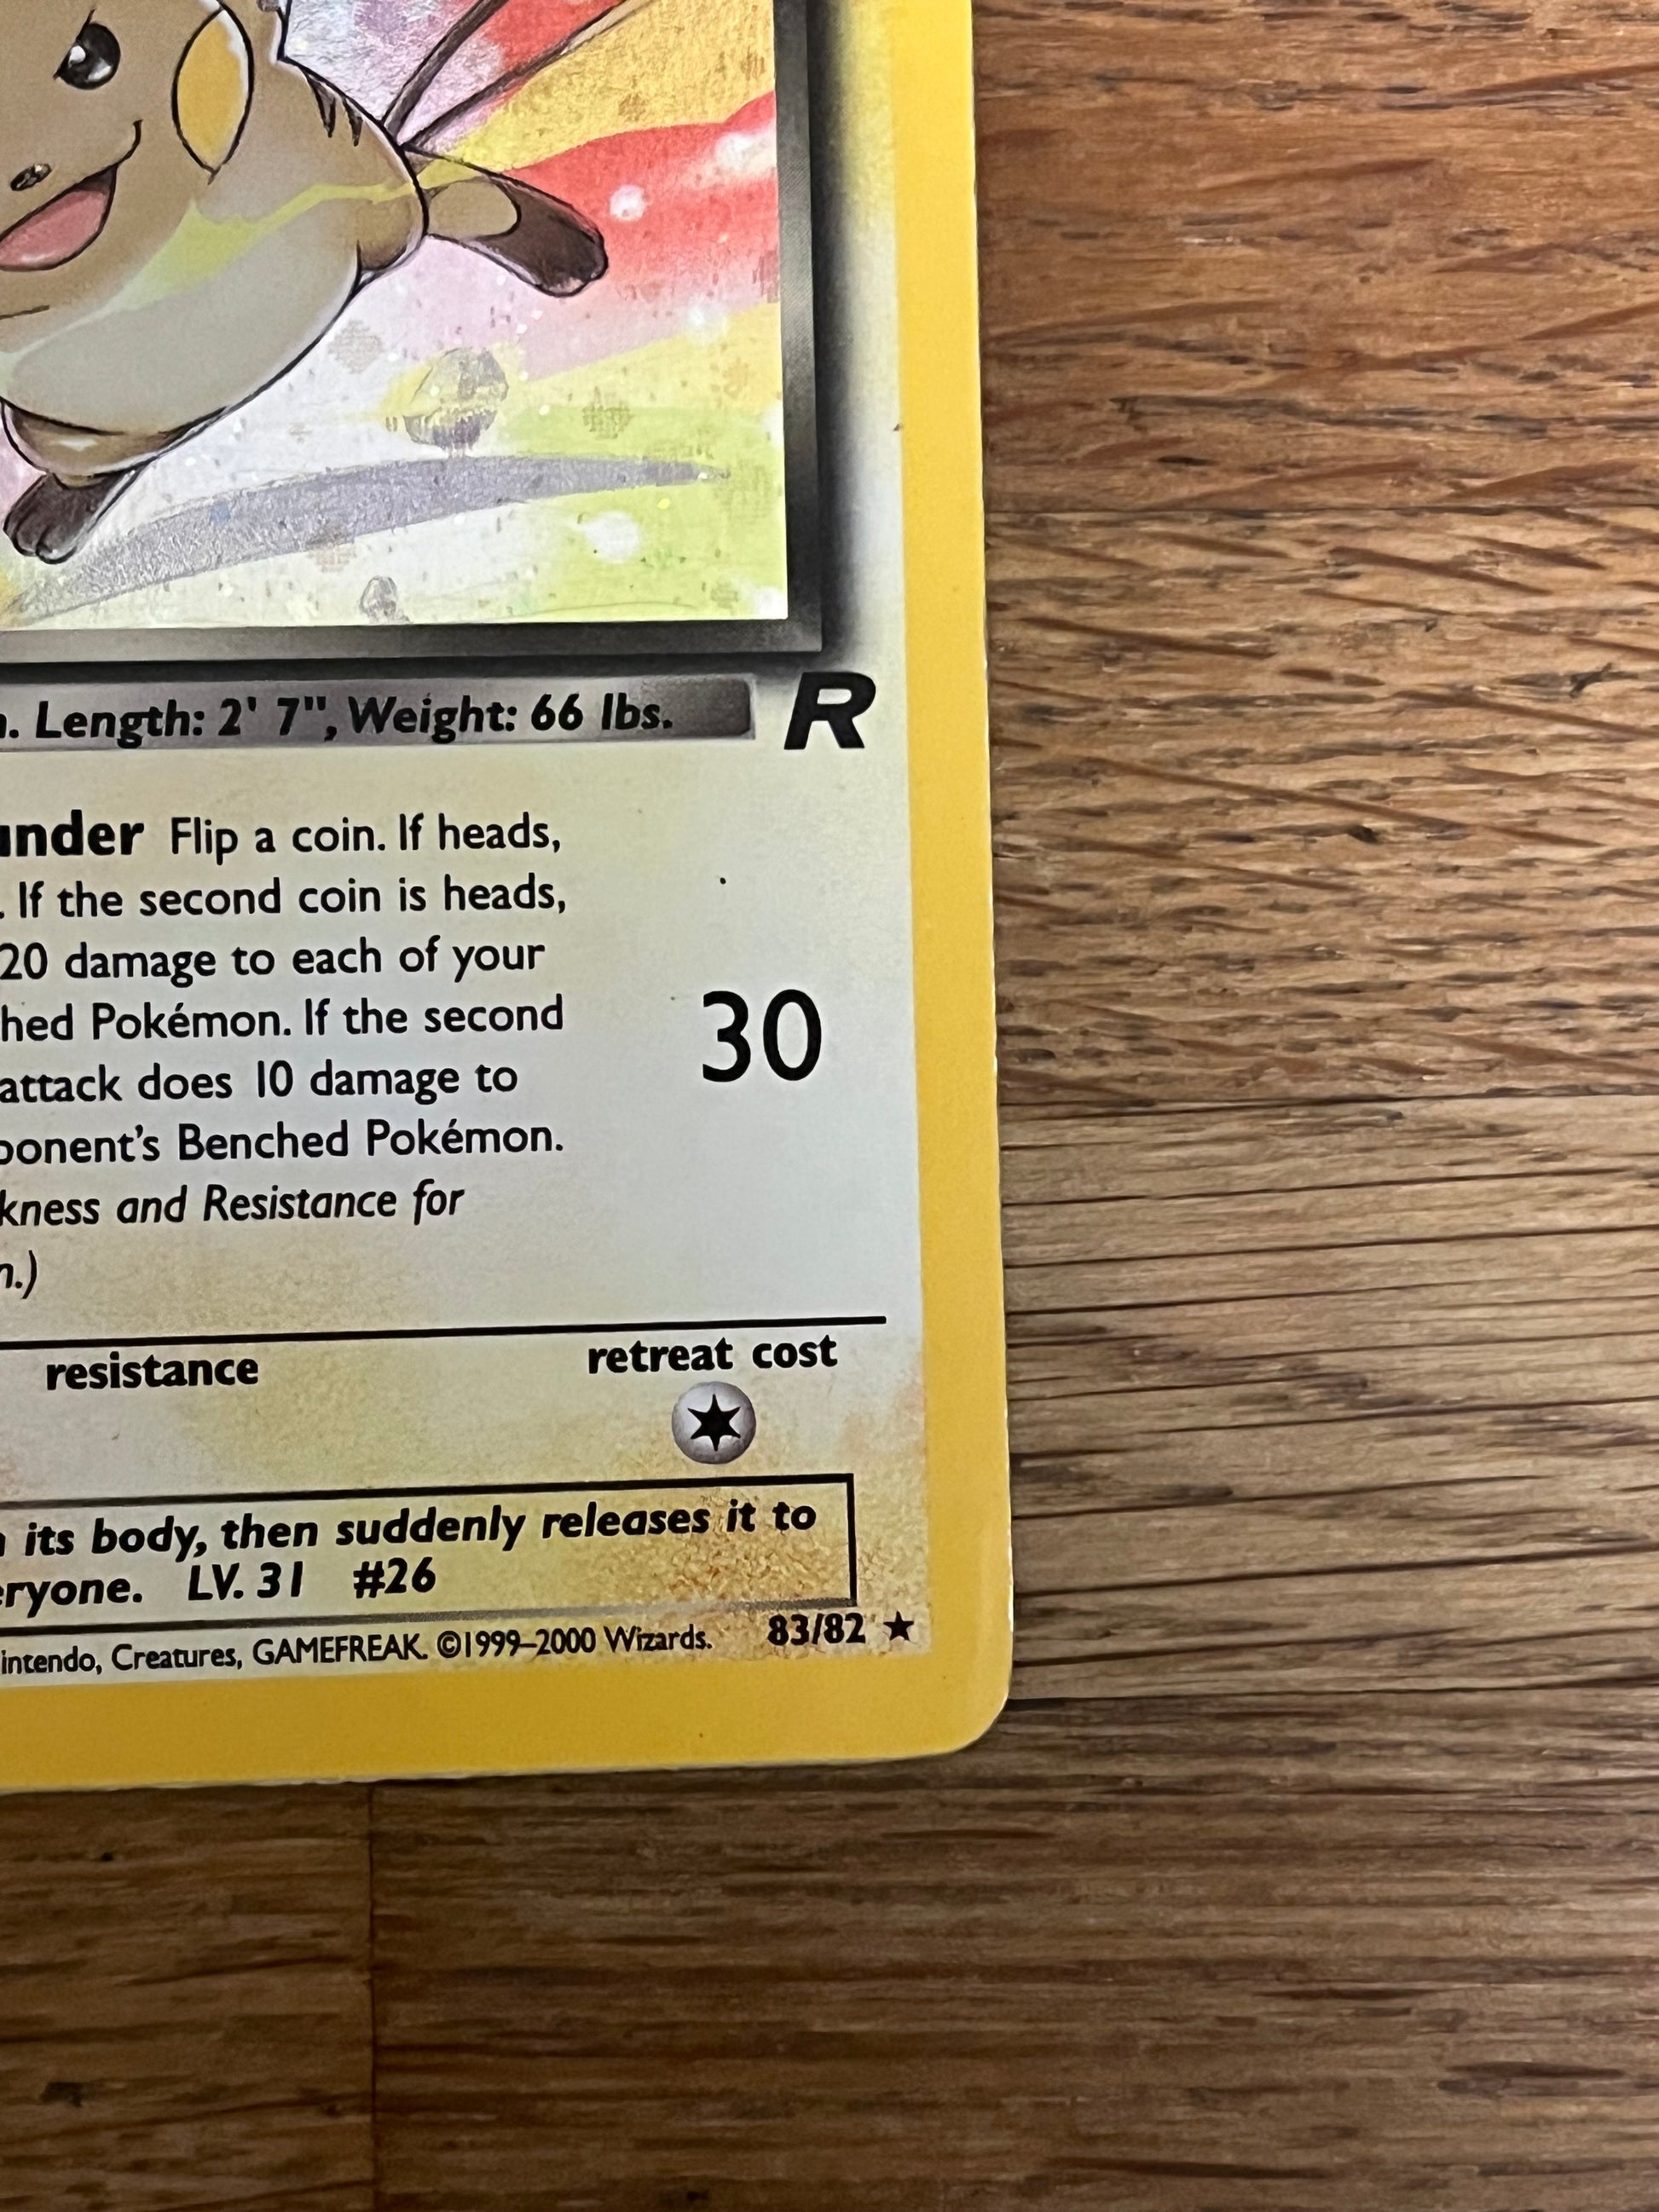 . Length: 2' 7", Weight: 66 lbs. R
under Flip a coin. If heads,
. If the second coin is heads,
20 damage to each of your
hed Pokémon. If the second
attack does 10 damage to 30
ponent's Benched Pokémon.
kness and Resistance for
n.)
resistance retreat cost
its body, then suddenly releases it to
eryone. LV. 31 #26
intendo, Creatures, GAMEFREAK. ©1999–2000 Wizards. 83/82 ★